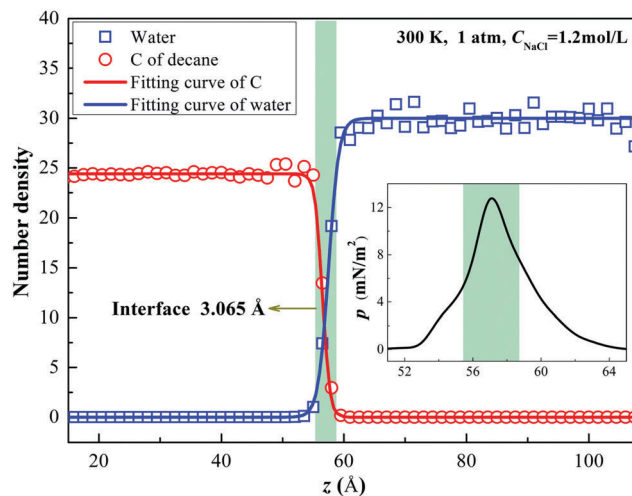 300 K, 1 atm, C_NaCl=1.2mol/L
Water
C of decane
Fitting curve of C
Fitting curve of water
Interface 3.065 Å
Number density
40
35
30
25
20
15
10
5
0
20
40
60
80
100
z (Å)
p (mN/m²)
12
8
4
0
52
56
60
64